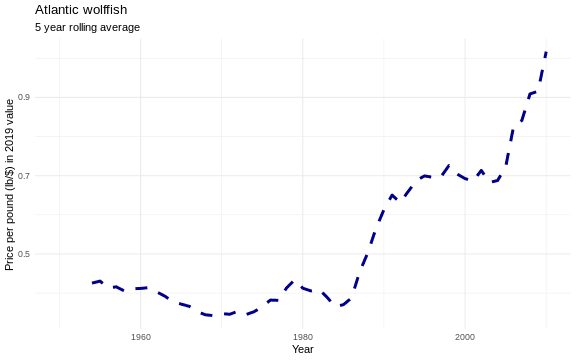 Atlantic wolffish
5 year rolling average
Price per pound (lb/$) in 2019 value
0.9
0.7
0.5
1960
1980
2000
Year